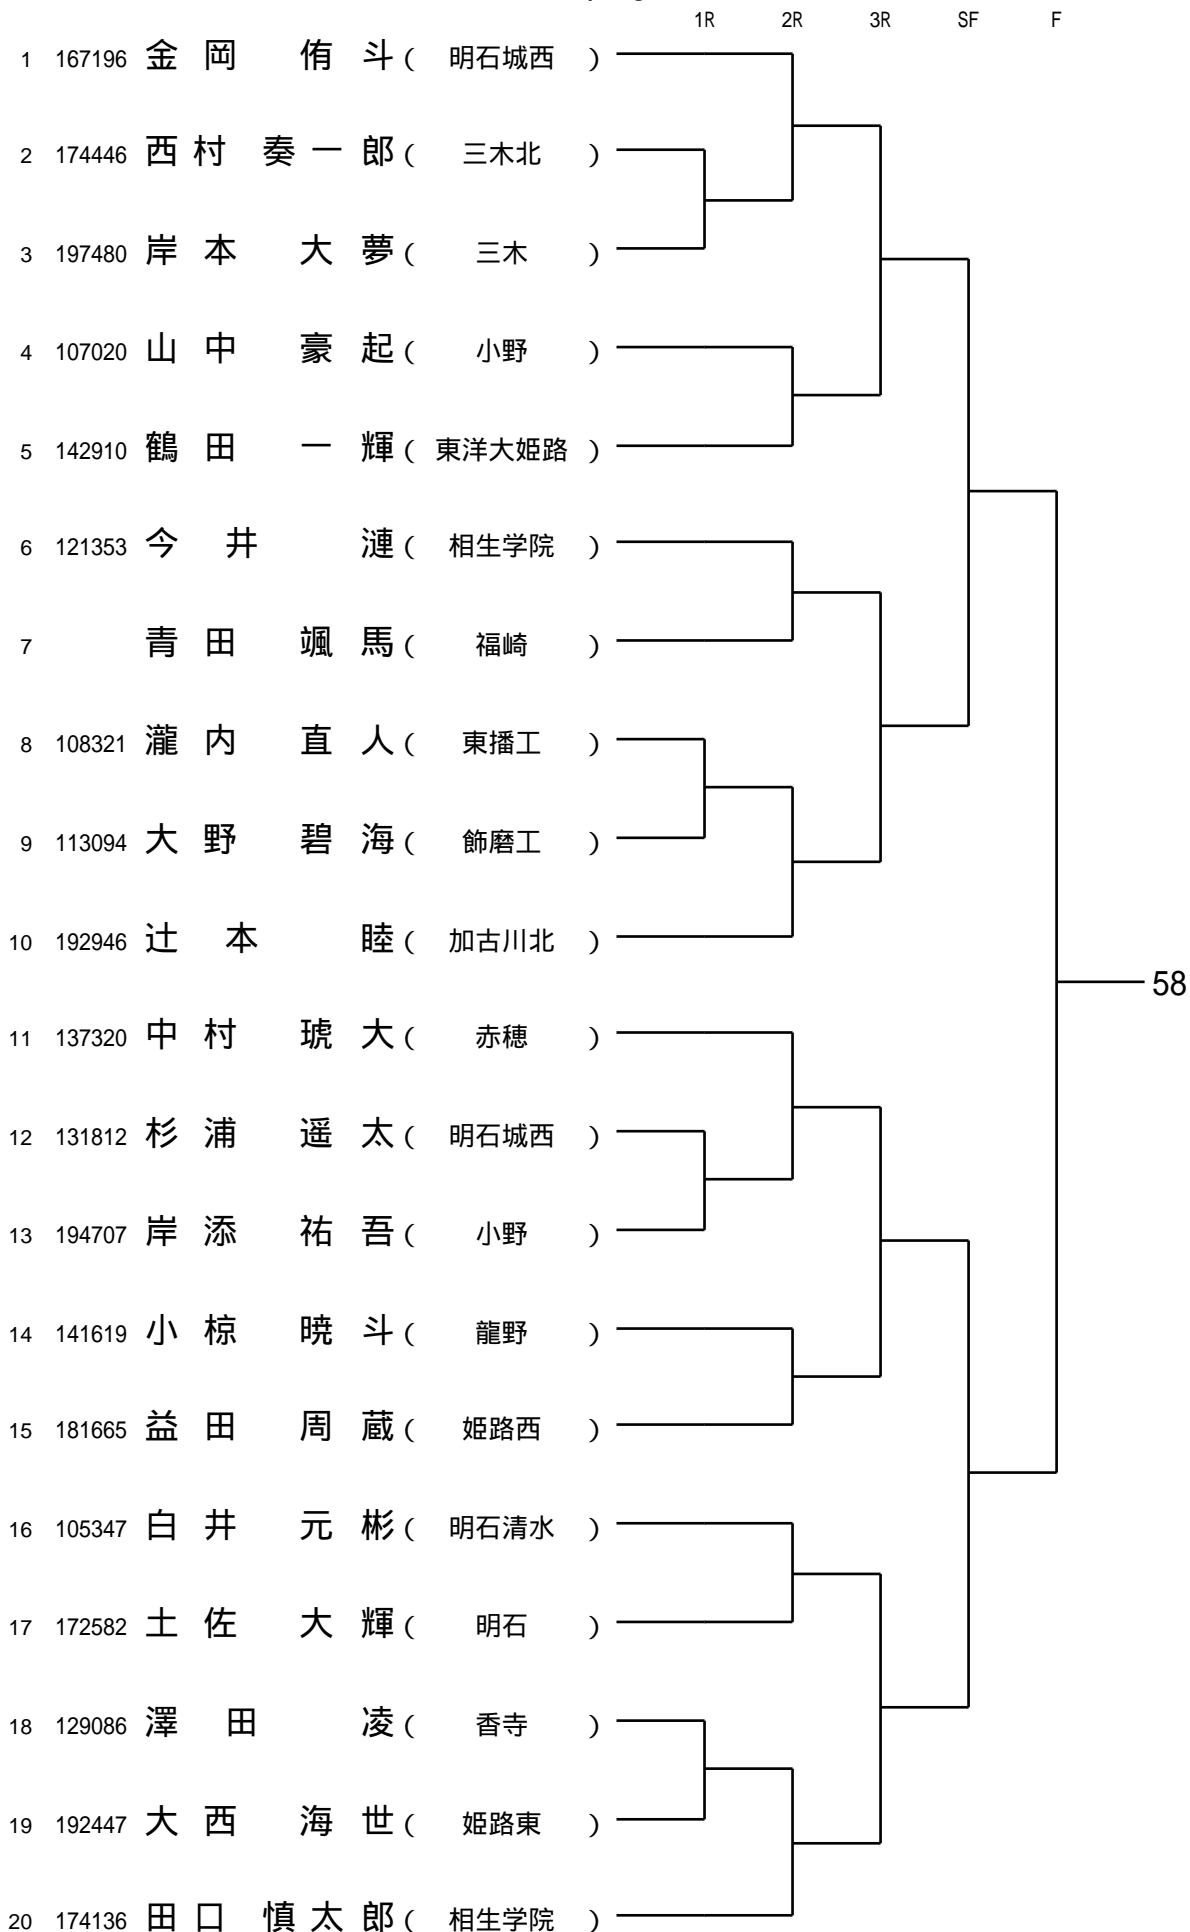 1R 2R 3R SF F
1 167196 金岡 侑斗 ( 明石城西 )
2 174446 西村 奏一郎 ( 三木北 )
3 197480 岸本 大夢 ( 三木 )
4 107020 山中 豪起 ( 小野 )
5 142910 鶴田 一輝 ( 東洋大姫路 )
6 121353 今井 漣 ( 相生学院 )
7 青田 颯馬 ( 福崎 )
8 108321 瀧内 直人 ( 東播工 )
9 113094 大野 碧海 ( 飾磨工 )
10 192946 辻本 睦 ( 加古川北 )
58
11 137320 中村 琥大 ( 赤穂 )
12 131812 杉浦 遥太 ( 明石城西 )
13 194707 岸添 祐吾 ( 小野 )
14 141619 小椋 暁斗 ( 龍野 )
15 181665 益田 周蔵 ( 姫路西 )
16 105347 白井 元彬 ( 明石清水 )
17 172582 土佐 大輝 ( 明石 )
18 129086 澤田 凌 ( 香寺 )
19 192447 大西 海世 ( 姫路東 )
20 174136 田口 慎太郎 ( 相生学院 )